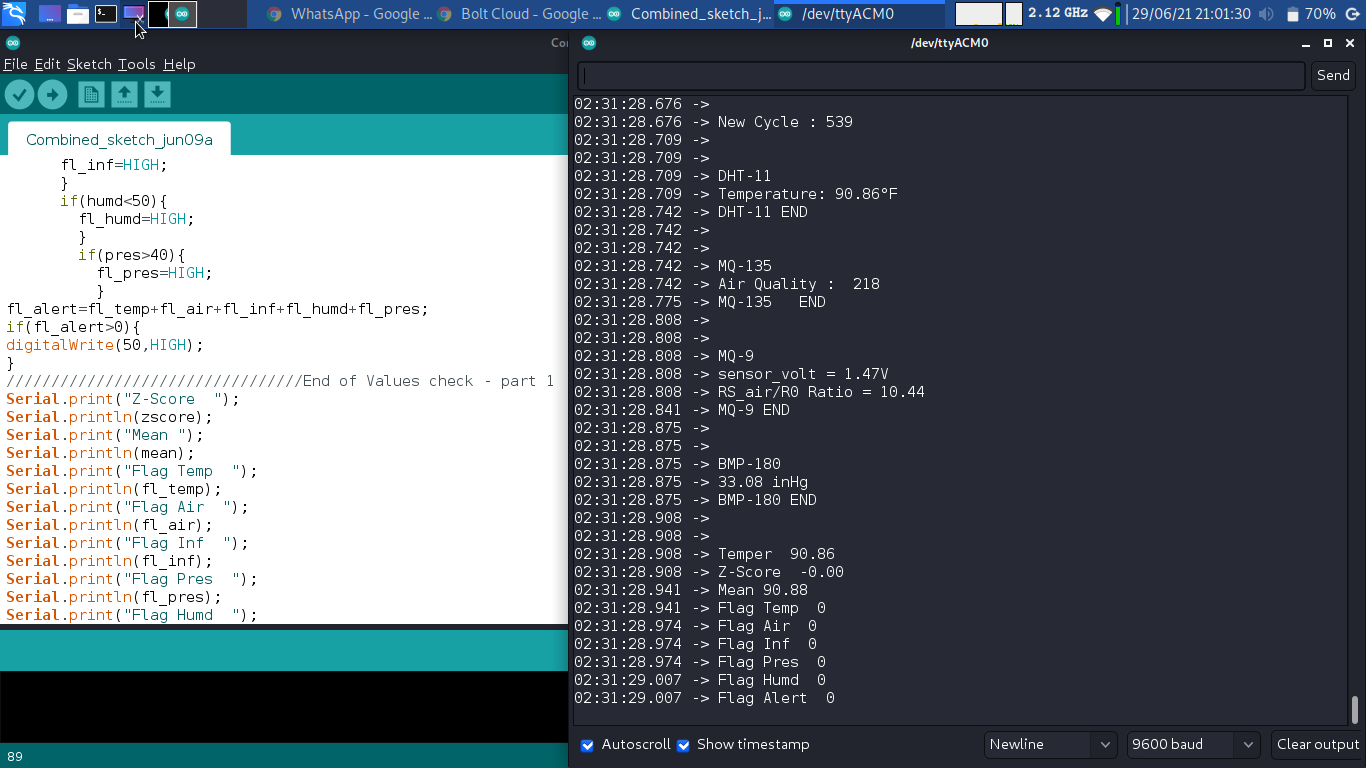 WhatsApp - Google ...
Bolt Cloud - Google ...
Combined_sketch_j...
/dev/ttyACM0
2.12 GHz
29/06/21 21:01:30
70%
Co
File Edit Sketch Tools Help
Combined_sketch_jun09a
fl_inf=HIGH;
}
if(humd<50){
fl_humd=HIGH;
}
if(pres>40){
fl_pres=HIGH;
}
fl_alert=fl_temp+fl_air+fl_inf+fl_humd+fl_pres;
if(fl_alert>0){
digitalWrite(50,HIGH);
}
/////////////////////////////////End of Values check - part 1
Serial.print("Z-Score  ");
Serial.println(zscore);
Serial.print("Mean ");
Serial.println(mean);
Serial.print("Flag Temp  ");
Serial.println(fl_temp);
Serial.print("Flag Air  ");
Serial.println(fl_air);
Serial.print("Flag Inf  ");
Serial.println(fl_inf);
Serial.print("Flag Pres  ");
Serial.println(fl_pres);
Serial.print("Flag Humd  ");
89
/dev/ttyACM0
Send
02:31:28.676 ->
02:31:28.676 -> New Cycle : 539
02:31:28.709 ->
02:31:28.709 ->
02:31:28.709 -> DHT-11
02:31:28.709 -> Temperature: 90.86°F
02:31:28.742 -> DHT-11 END
02:31:28.742 ->
02:31:28.742 ->
02:31:28.742 -> MQ-135
02:31:28.742 -> Air Quality :  218
02:31:28.775 -> MQ-135   END
02:31:28.808 ->
02:31:28.808 ->
02:31:28.808 -> MQ-9
02:31:28.808 -> sensor_volt = 1.47V
02:31:28.808 -> RS_air/R0 Ratio = 10.44
02:31:28.841 -> MQ-9 END
02:31:28.875 ->
02:31:28.875 ->
02:31:28.875 -> BMP-180
02:31:28.875 -> 33.08 inHg
02:31:28.875 -> BMP-180 END
02:31:28.908 ->
02:31:28.908 ->
02:31:28.908 -> Temper  90.86
02:31:28.908 -> Z-Score  -0.00
02:31:28.941 -> Mean 90.88
02:31:28.941 -> Flag Temp  0
02:31:28.974 -> Flag Air  0
02:31:28.974 -> Flag Inf  0
02:31:28.974 -> Flag Pres  0
02:31:29.007 -> Flag Humd  0
02:31:29.007 -> Flag Alert  0
Autoscroll
Show timestamp
Newline
9600 baud
Clear output